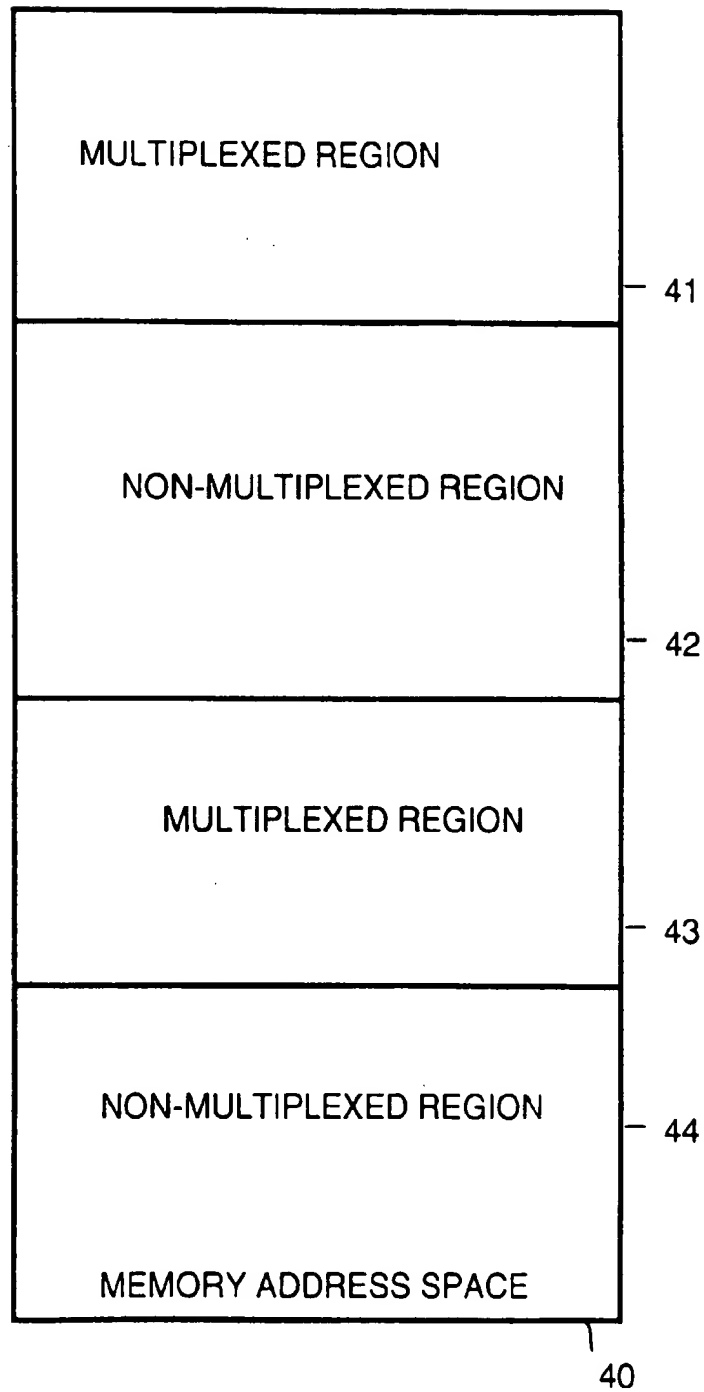 MULTIPLEXED REGION
41
NON-MULTIPLEXED REGION
42
MULTIPLEXED REGION
43
NON-MULTIPLEXED REGION
44
MEMORY ADDRESS SPACE
40